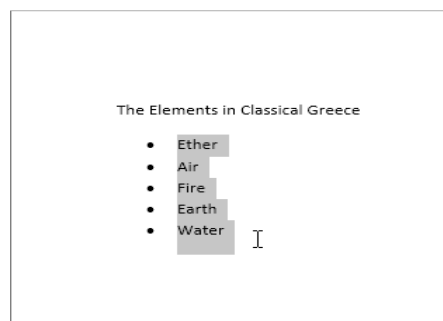 The Elements in Classical Greece
• Ether
• Air
• Fire
• Earth
• Water